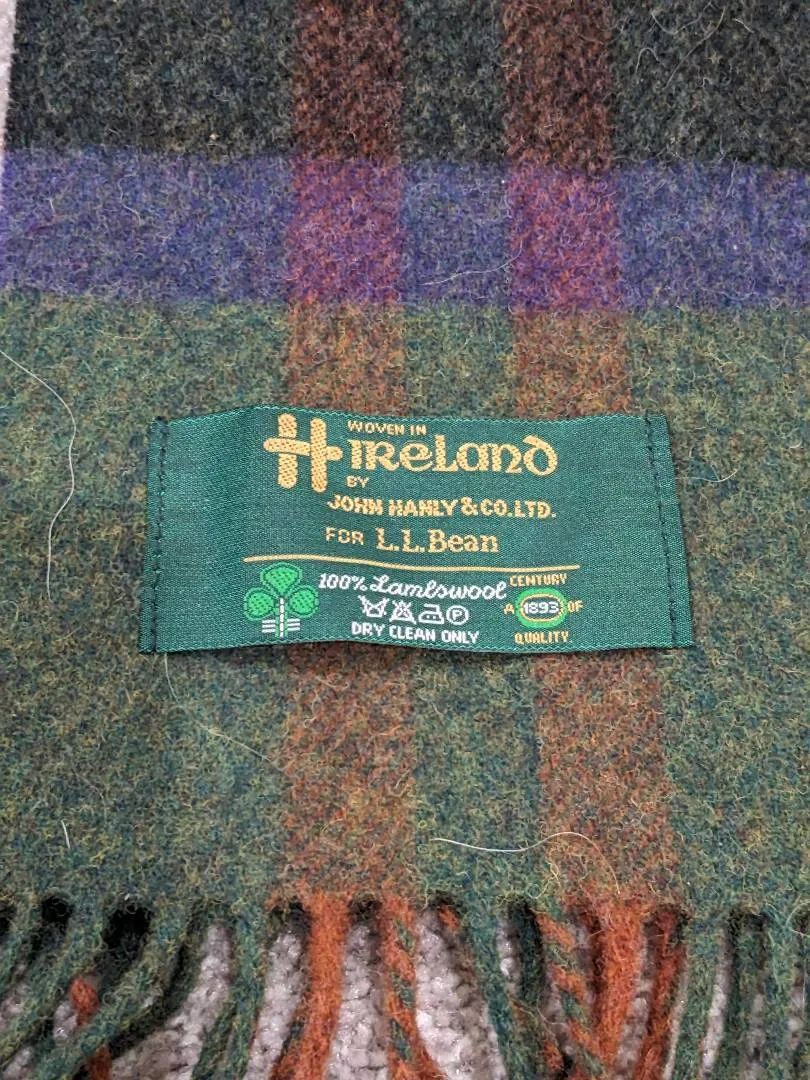 WOVEN IN
IRELAND
BY
JOHN HANLY & CO. LTD.
FOR L.L.Bean
100% Lambswool
DRY CLEAN ONLY
CENTURY
A 1893 OF
QUALITY